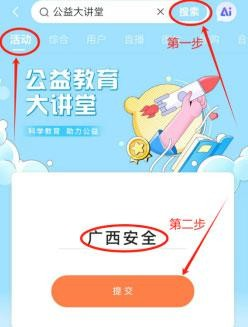 公益大讲堂
搜索
Ai
第一步
活动 综合 用户 直播
公益教育
大讲堂
科学教育 助力公益
第二步
广西安全
提交